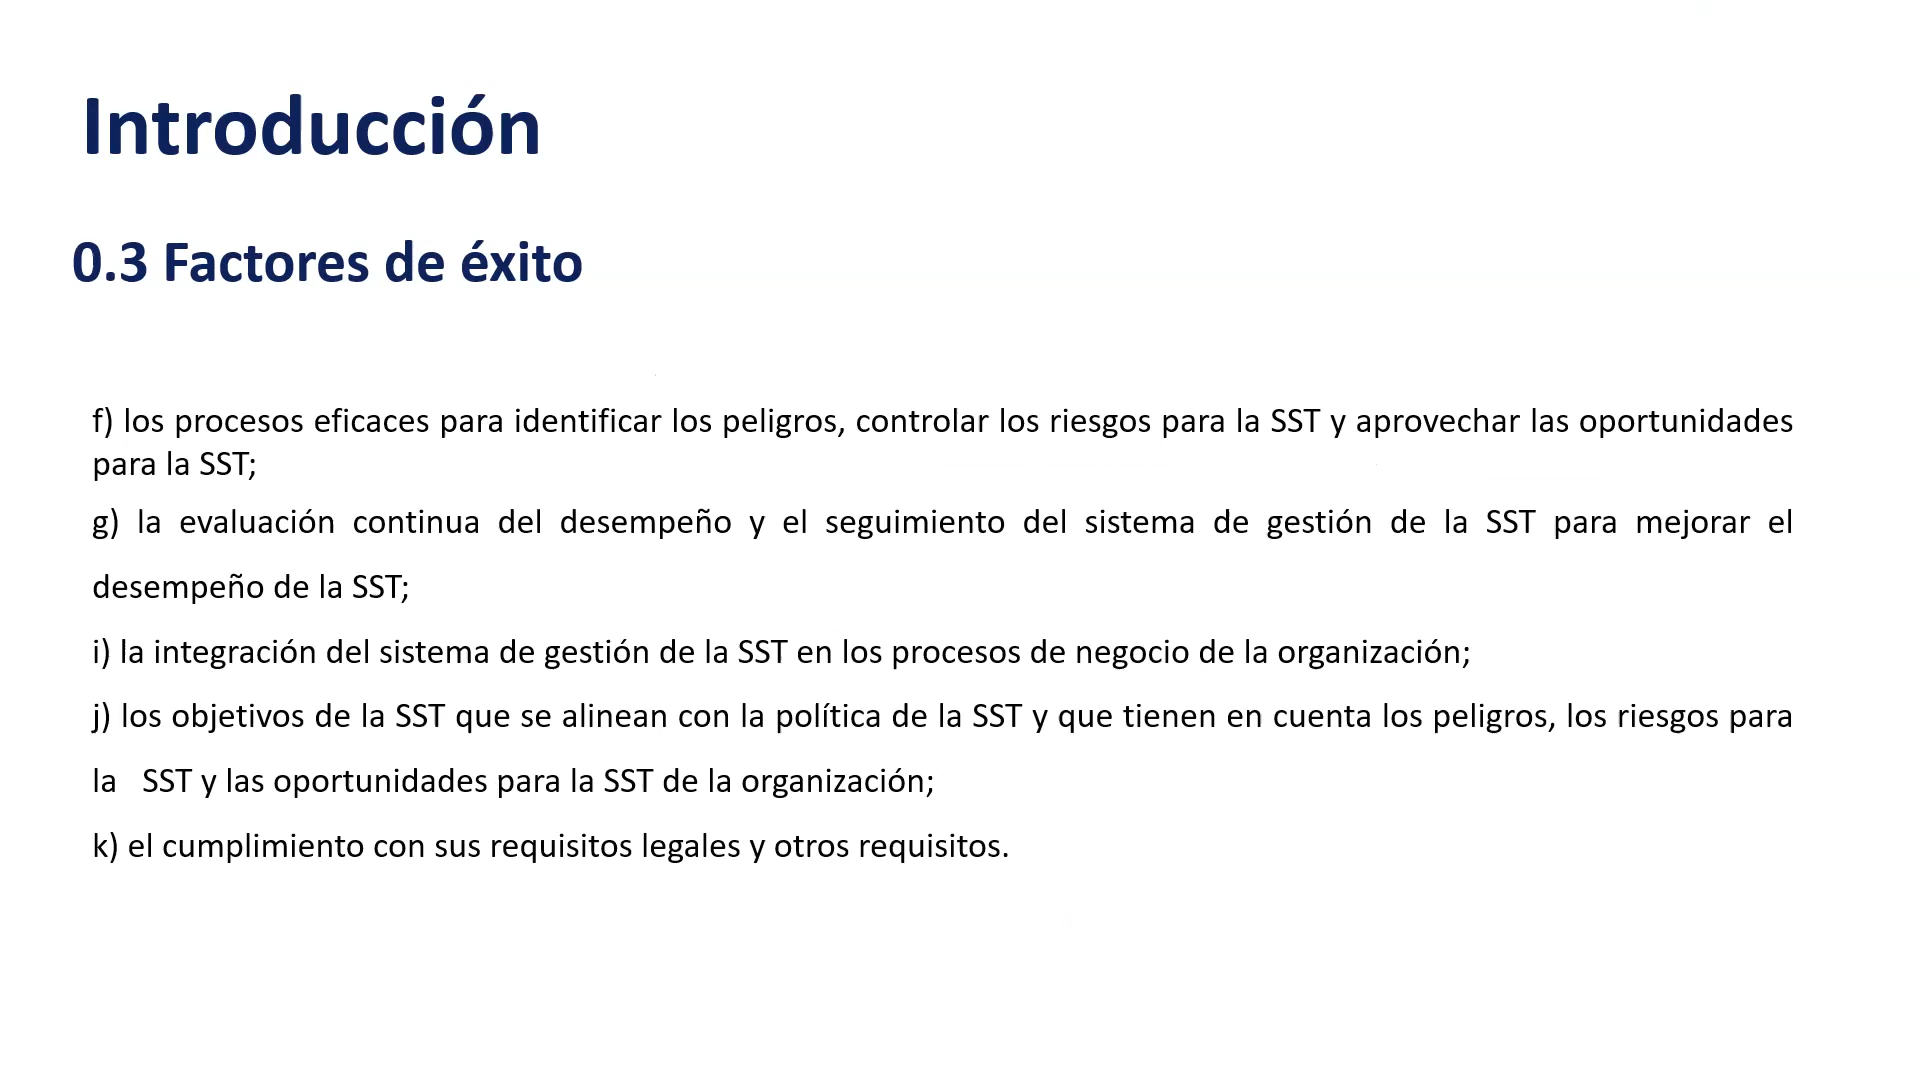 Introducción
0.3 Factores de éxito
f) los procesos eficaces para identificar los peligros, controlar los riesgos para la SST y aprovechar las oportunidades
para la SST;
g) la evaluación continua del desempeño y el seguimiento del sistema de gestión de la SST para mejorar el
desempeño de la SST;
i) la integración del sistema de gestión de la SST en los procesos de negocio de la organización;
j) los objetivos de la SST que se alinean con la política de la SST y que tienen en cuenta los peligros, los riesgos para
la SST y las oportunidades para la SST de la organización;
k) el cumplimiento con sus requisitos legales y otros requisitos.